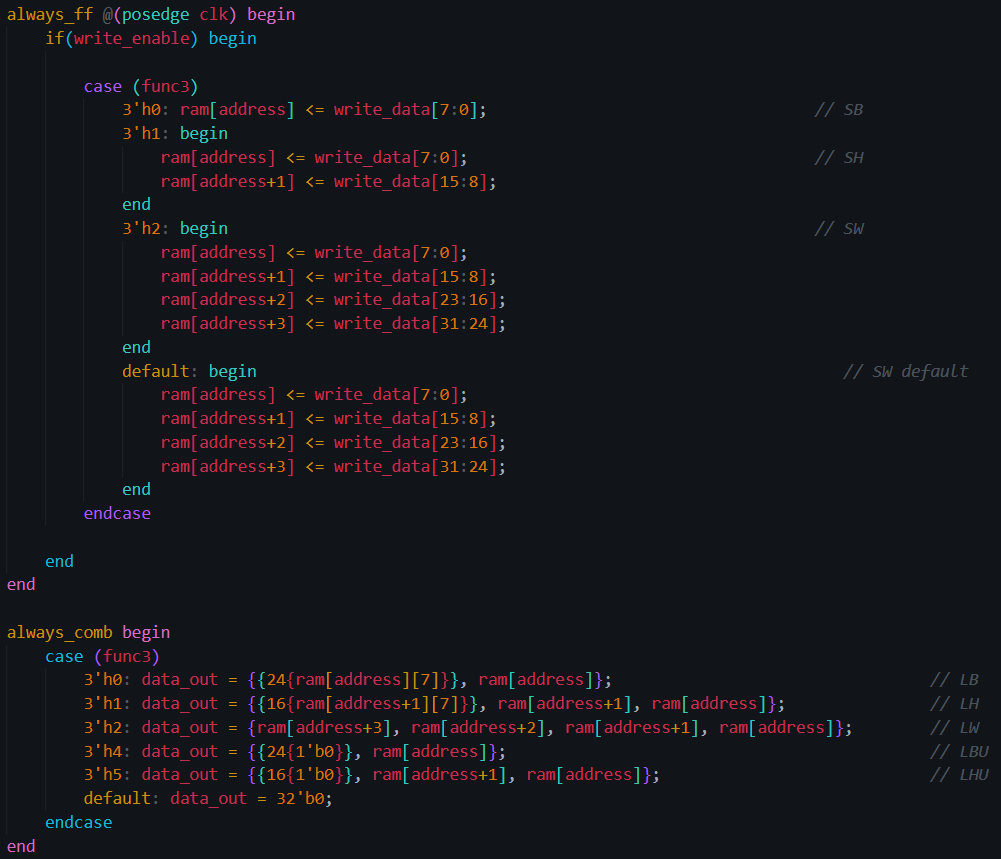 always_ff @(posedge clk) begin
    if(write_enable) begin

        case (func3)
            3'h0: ram[address] <= write_data[7:0];                                  // SB
            3'h1: begin
                ram[address] <= write_data[7:0];                                    // SH
                ram[address+1] <= write_data[15:8];
            end
            3'h2: begin                                                             // SW
                ram[address] <= write_data[7:0];
                ram[address+1] <= write_data[15:8];
                ram[address+2] <= write_data[23:16];
                ram[address+3] <= write_data[31:24];
            end
            default: begin                                                             // SW default
                ram[address] <= write_data[7:0];
                ram[address+1] <= write_data[15:8];
                ram[address+2] <= write_data[23:16];
                ram[address+3] <= write_data[31:24];
            end
        endcase

    end
end

always_comb begin
    case (func3)
        3'h0: data_out = {{24{ram[address][7]}}, ram[address]};                                 // LB
        3'h1: data_out = {{16{ram[address+1][7]}}, ram[address+1], ram[address]};               // LH
        3'h2: data_out = {ram[address+3], ram[address+2], ram[address+1], ram[address]};        // LW
        3'h4: data_out = {{24{1'b0}}, ram[address]};                                            // LBU
        3'h5: data_out = {{16{1'b0}}, ram[address+1], ram[address]};                            // LHU
        default: data_out = 32'b0;
    endcase
end